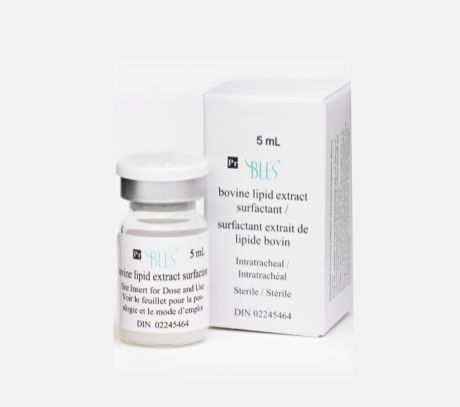 5 mL
Pr BLES®
bovine lipid extract
surfactant /
surfactant extrait de
lipide bovin
Intratracheal /
Intratrachéal
Sterile / Stérile
DIN 02245464
Pr BLES® 5 mL
bovine lipid extract surfactant
See Insert for Dose and Use
Voir le feuillet pour la pos-
ologie et le mode d'emploi
DIN 02245464